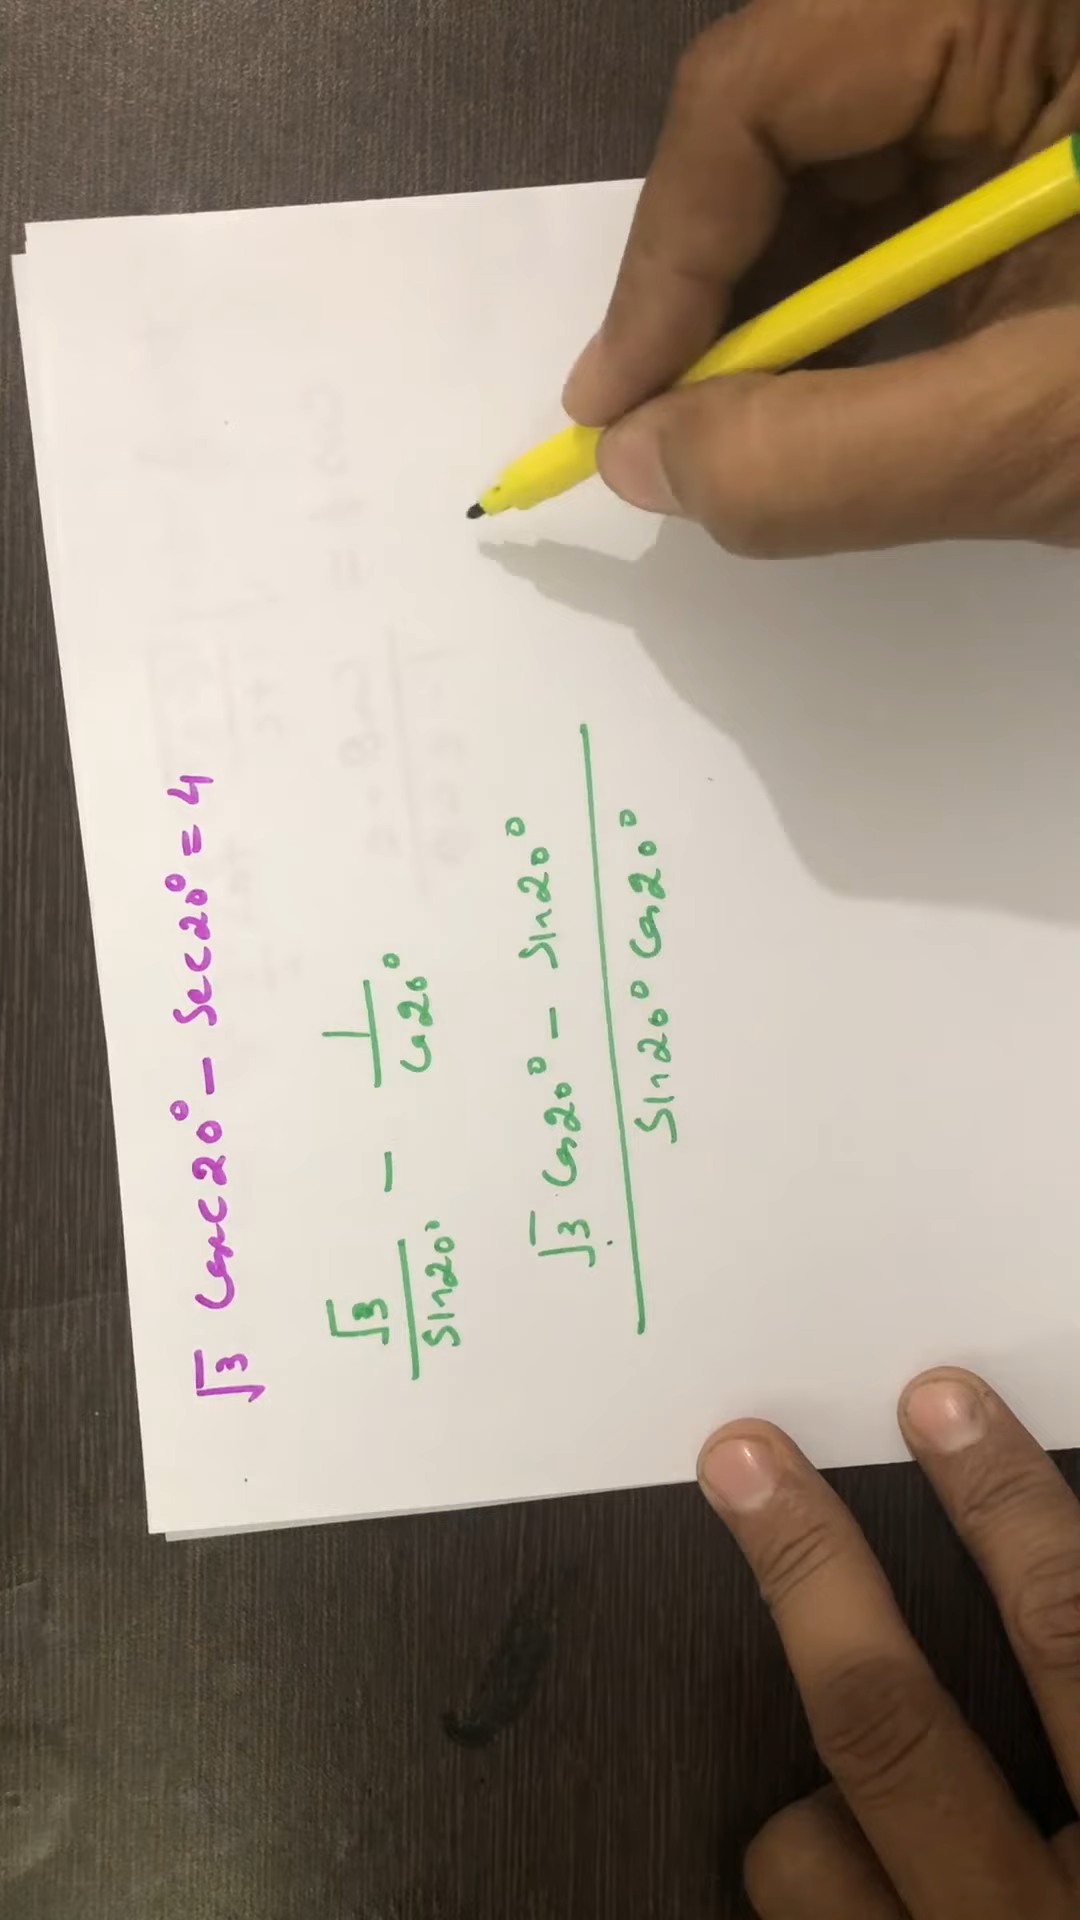 √3 Cosec20° - Sec20° = 4
√3/Sin20° - 1/Cos20°
√3 Cos20° - Sin20°
Sin20° Cos20°